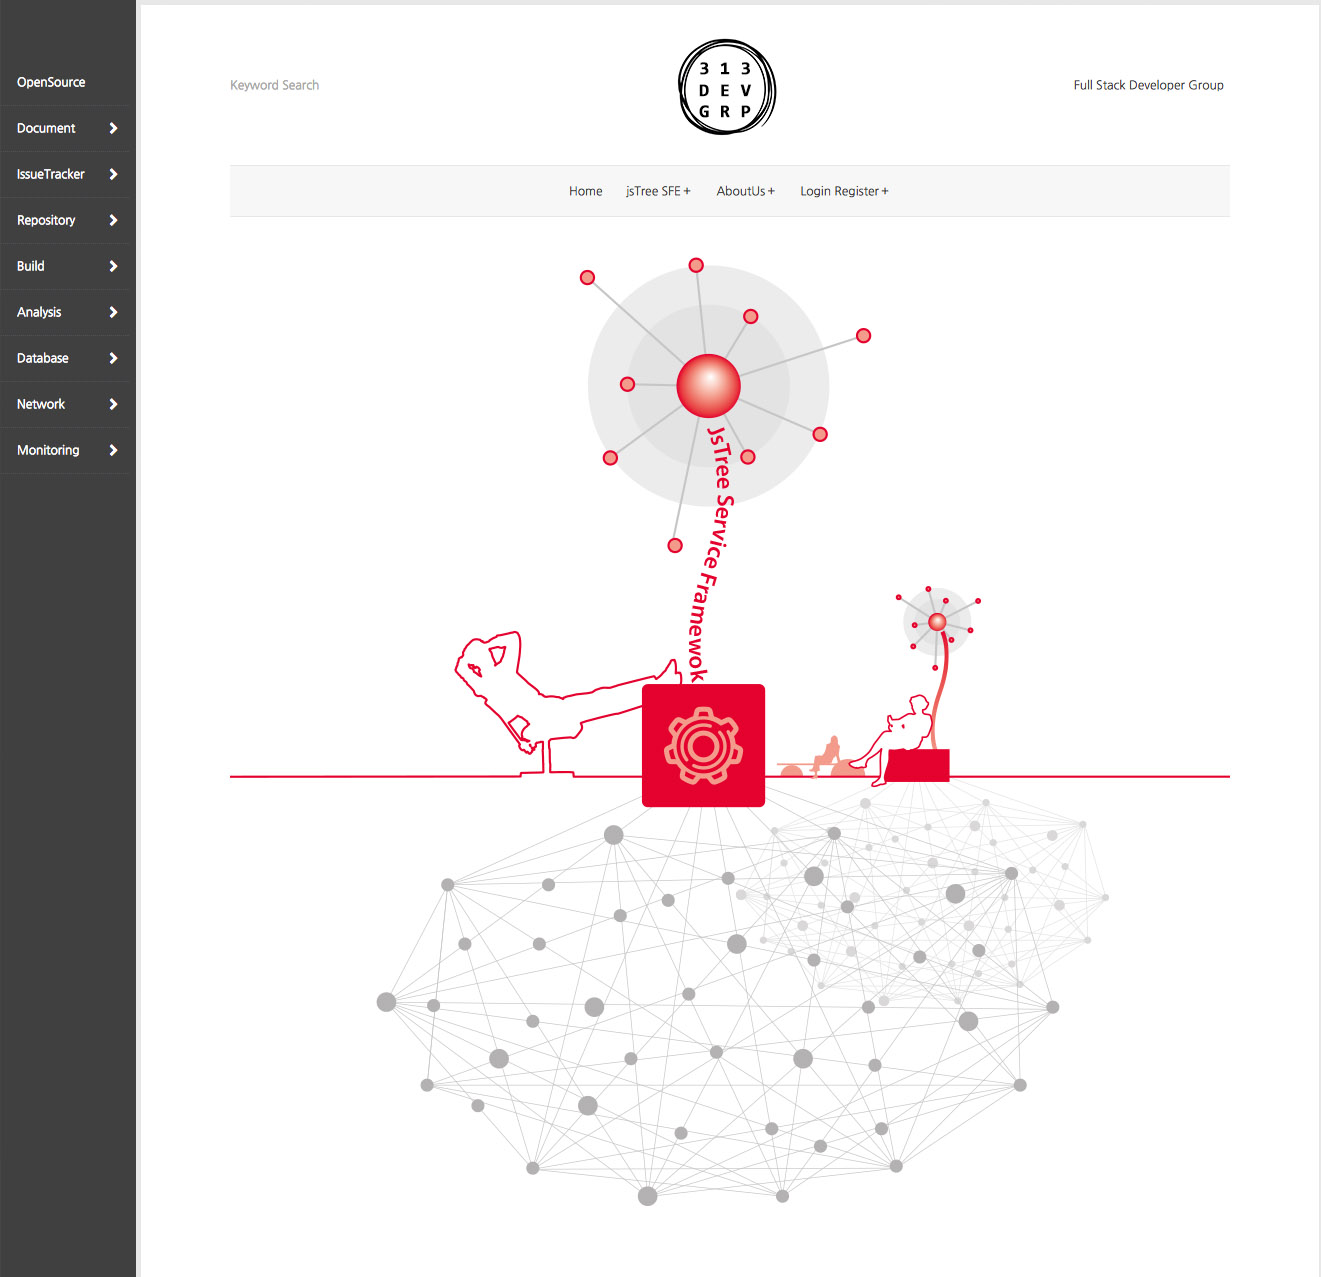 OpenSource
Document
IssueTracker
Repository
Build
Analysis
Database
Network
Monitoring
Keyword Search
3 1 3
D E V
G R P
Full Stack Developer Group
Home jsTree SFE + AboutUs + Login Register +
JsTree Service Framewok